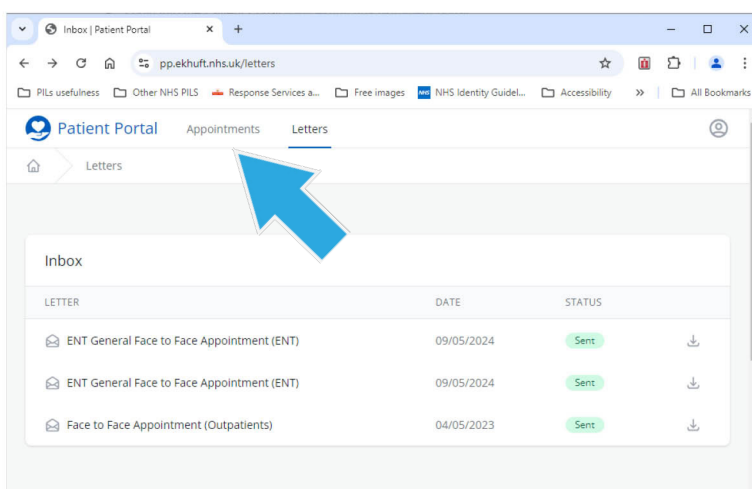 Inbox | Patient Portal
pp.ekhuft.nhs.uk/letters
PILs usefulness Other NHS PILS Response Services a... Free images NHS NHS Identity Guidel... Accessibility » All Bookmarks
Patient Portal Appointments Letters
Letters
Inbox
LETTER DATE STATUS
ENT General Face to Face Appointment (ENT) 09/05/2024 Sent
ENT General Face to Face Appointment (ENT) 09/05/2024 Sent
Face to Face Appointment (Outpatients) 04/05/2023 Sent